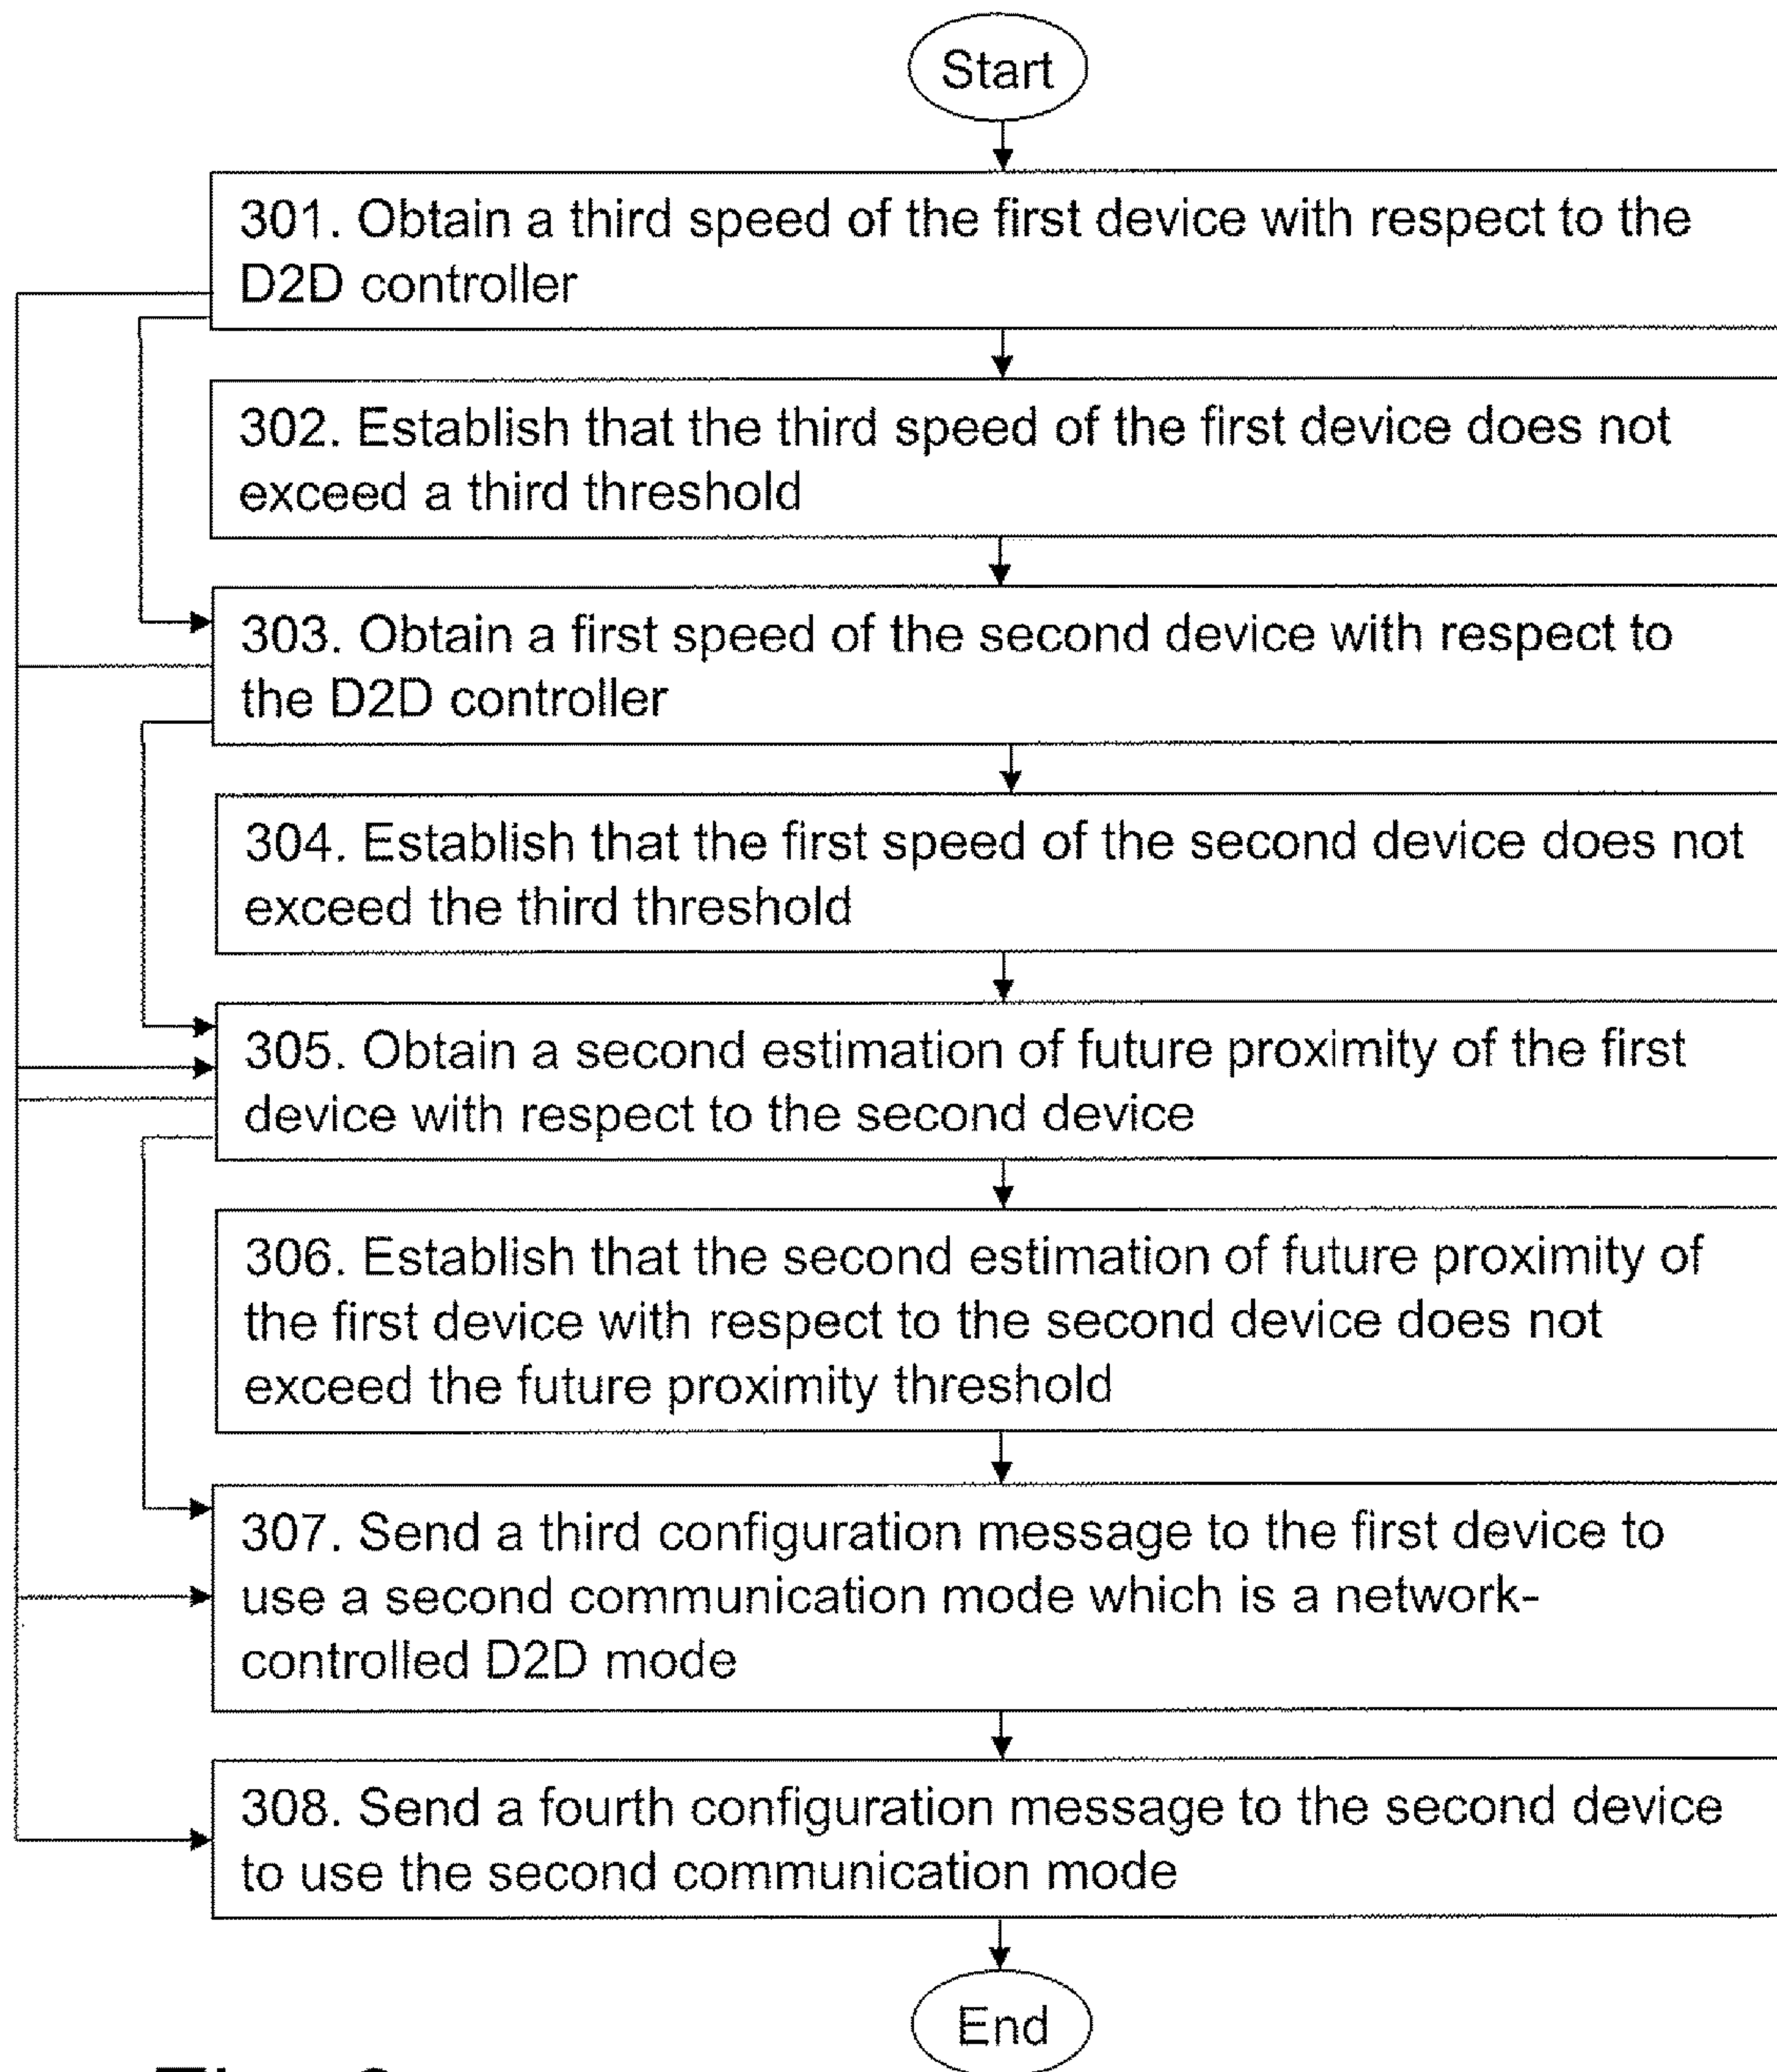 Start
301. Obtain a third speed of the first device with respect to the
D2D controller
302. Establish that the third speed of the first device does not
exceed a third threshold
303. Obtain a first speed of the second device with respect to
the D2D controller
304. Establish that the first speed of the second device does not
exceed the third threshold
305. Obtain a second estimation of future proximity of the first
device with respect to the second device
306. Establish that the second estimation of future proximity of
the first device with respect to the second device does not
exceed the future proximity threshold
307. Send a third configuration message to the first device to
use a second communication mode which is a network-
controlled D2D mode
308. Send a fourth configuration message to the second device
to use the second communication mode
End